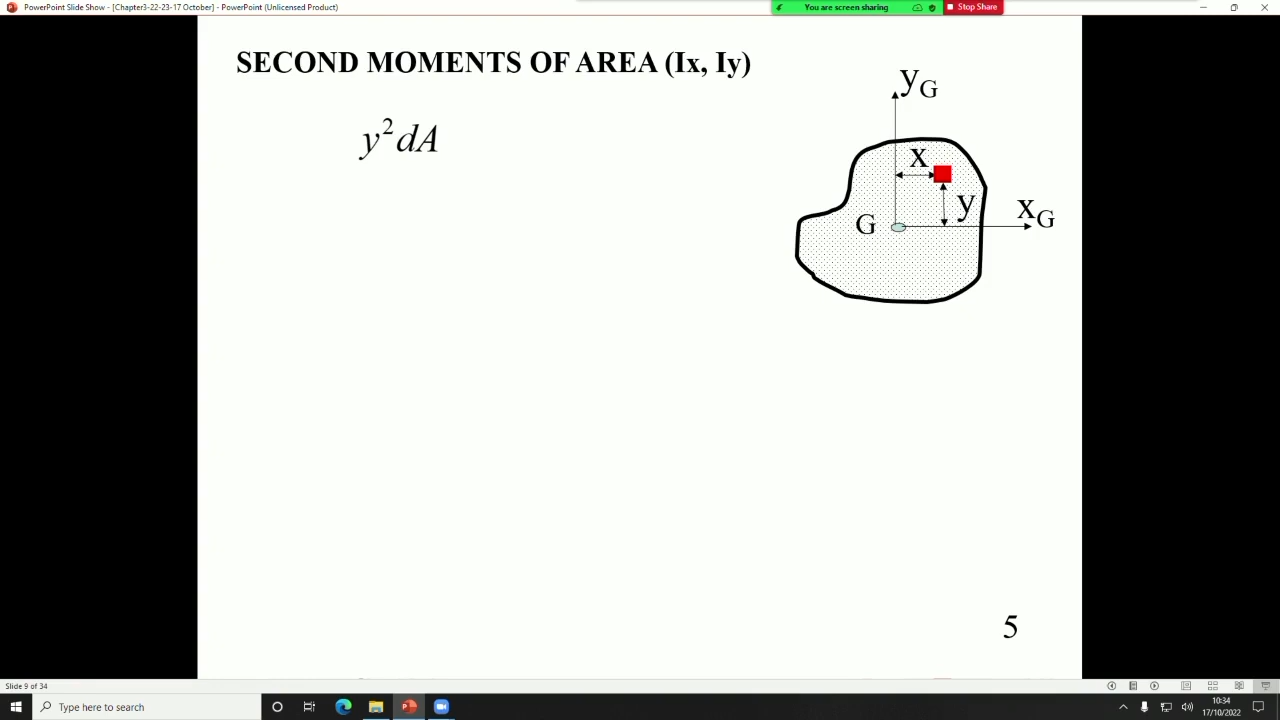 PowerPoint Slide Show - [Chapter3-22-23-17 October] - PowerPoint (Unlicensed Product)
You are screen sharing
Stop Share
SECOND MOMENTS OF AREA (Ix, Iy)
y²dA
yG
x
y
G
xG
5
Slide 9 of 34
Type here to search
10:34
17/10/2022